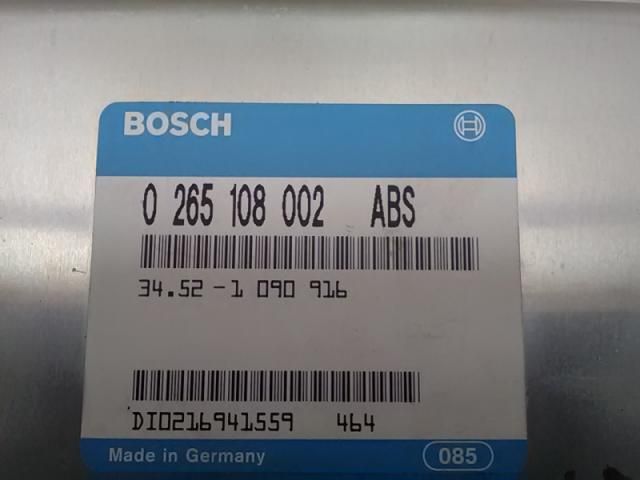 BOSCH
0 265 108 002 ABS
34.52-1 090 916
DI0216941559 464
Made in Germany 085